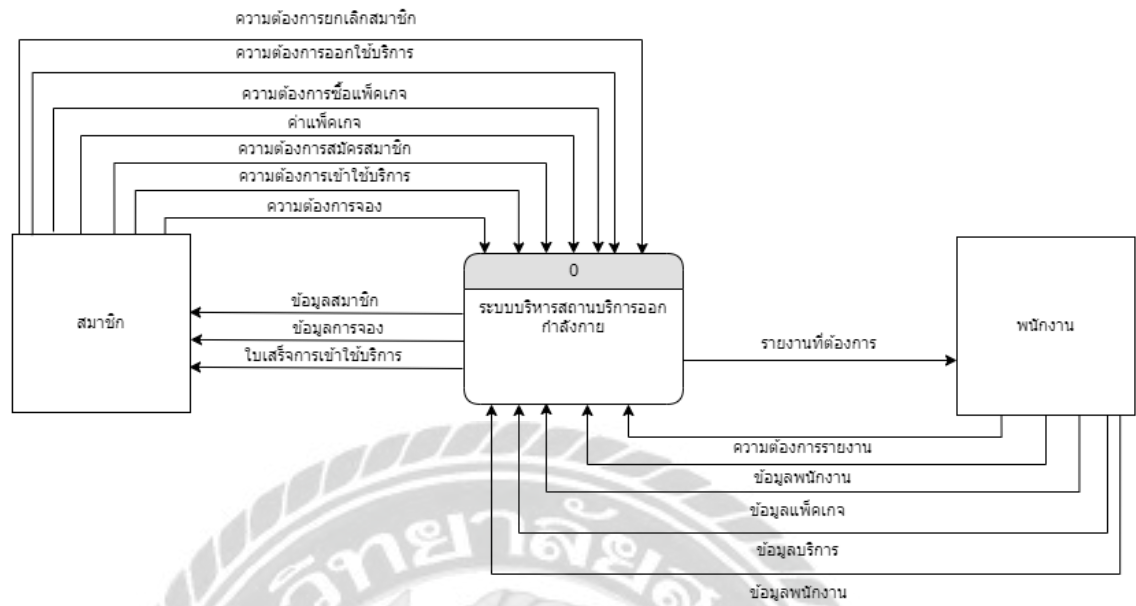 ความต้องการยกเลิกสมาชิก
ความต้องการออกใช้บริการ
ความต้องการซื้อแพ็คเกจ
ค่าแพ็คเกจ
ความต้องการสมัครสมาชิก
ความต้องการเข้าใช้บริการ
ความต้องการจอง
สมาชิก
ข้อมูลสมาชิก
ข้อมูลการจอง
ใบเสร็จการเข้าใช้บริการ
0
ระบบบริหารสถานบริการออก
กำลังกาย
รายงานที่ต้องการ
พนักงาน
ความต้องการรายงาน
ข้อมูลพนักงาน
ข้อมูลแพ็คเกจ
ข้อมูลบริการ
ข้อมูลพนักงาน